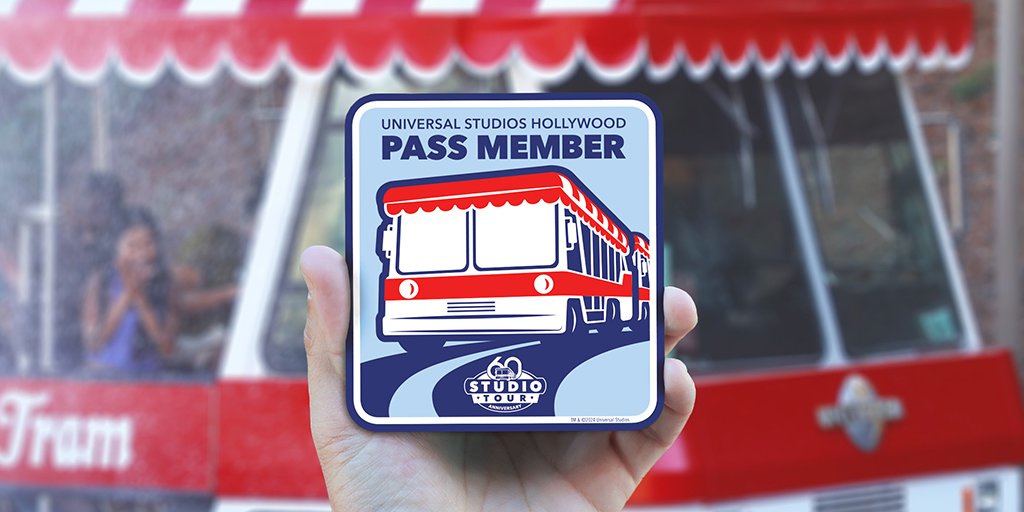 UNIVERSAL STUDIOS HOLLYWOOD
PASS MEMBER
60
STUDIO
TOUR
ANNIVERSARY
TM & ©2024 Universal Studios
Tram